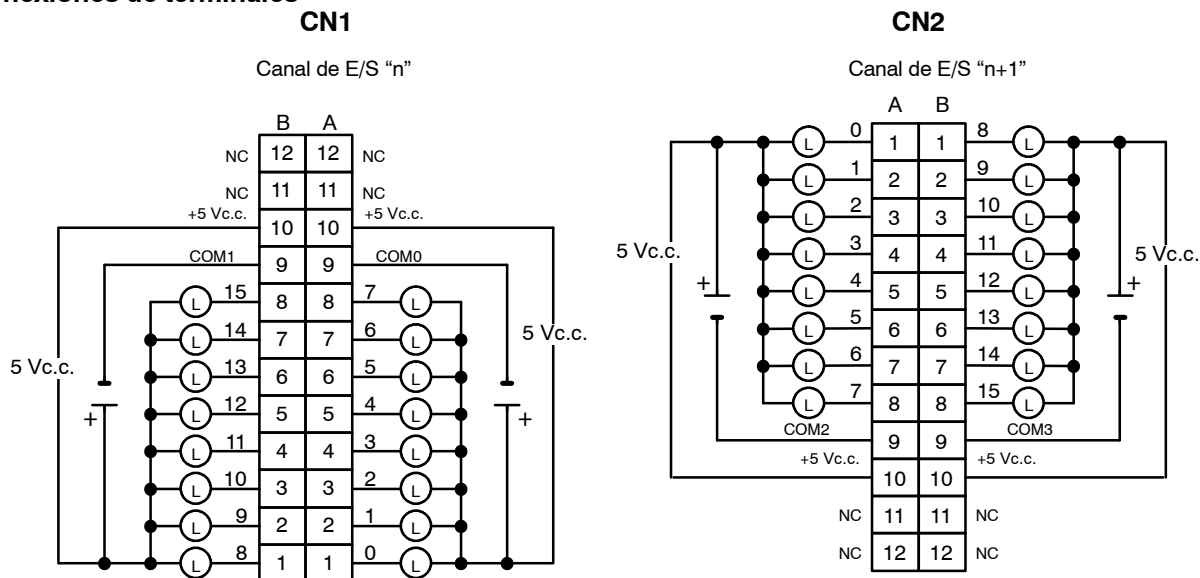 nexiones de terminales
CN1
Canal de E/S “n”
B A
NC 12 12 NC
NC 11 11 NC
+5 Vc.c. 10 10 +5 Vc.c.
COM1 9 9 COM0
L 15 8 8 7 L
L 14 7 7 6 L
L 13 6 6 5 L
L 12 5 5 4 L
L 11 4 4 3 L
L 10 3 3 2 L
L 9 2 2 1 L
L 8 1 1 0 L
5 Vc.c.
+
5 Vc.c.
+
CN2
Canal de E/S “n+1”
A B
L 0 1 1 8 L
L 1 2 2 9 L
L 2 3 3 10 L
L 3 4 4 11 L
L 4 5 5 12 L
L 5 6 6 13 L
L 6 7 7 14 L
L 7 8 8 15 L
COM2 9 9 COM3
+5 Vc.c. 10 10 +5 Vc.c.
NC 11 11 NC
NC 12 12 NC
5 Vc.c.
+
5 Vc.c.
+